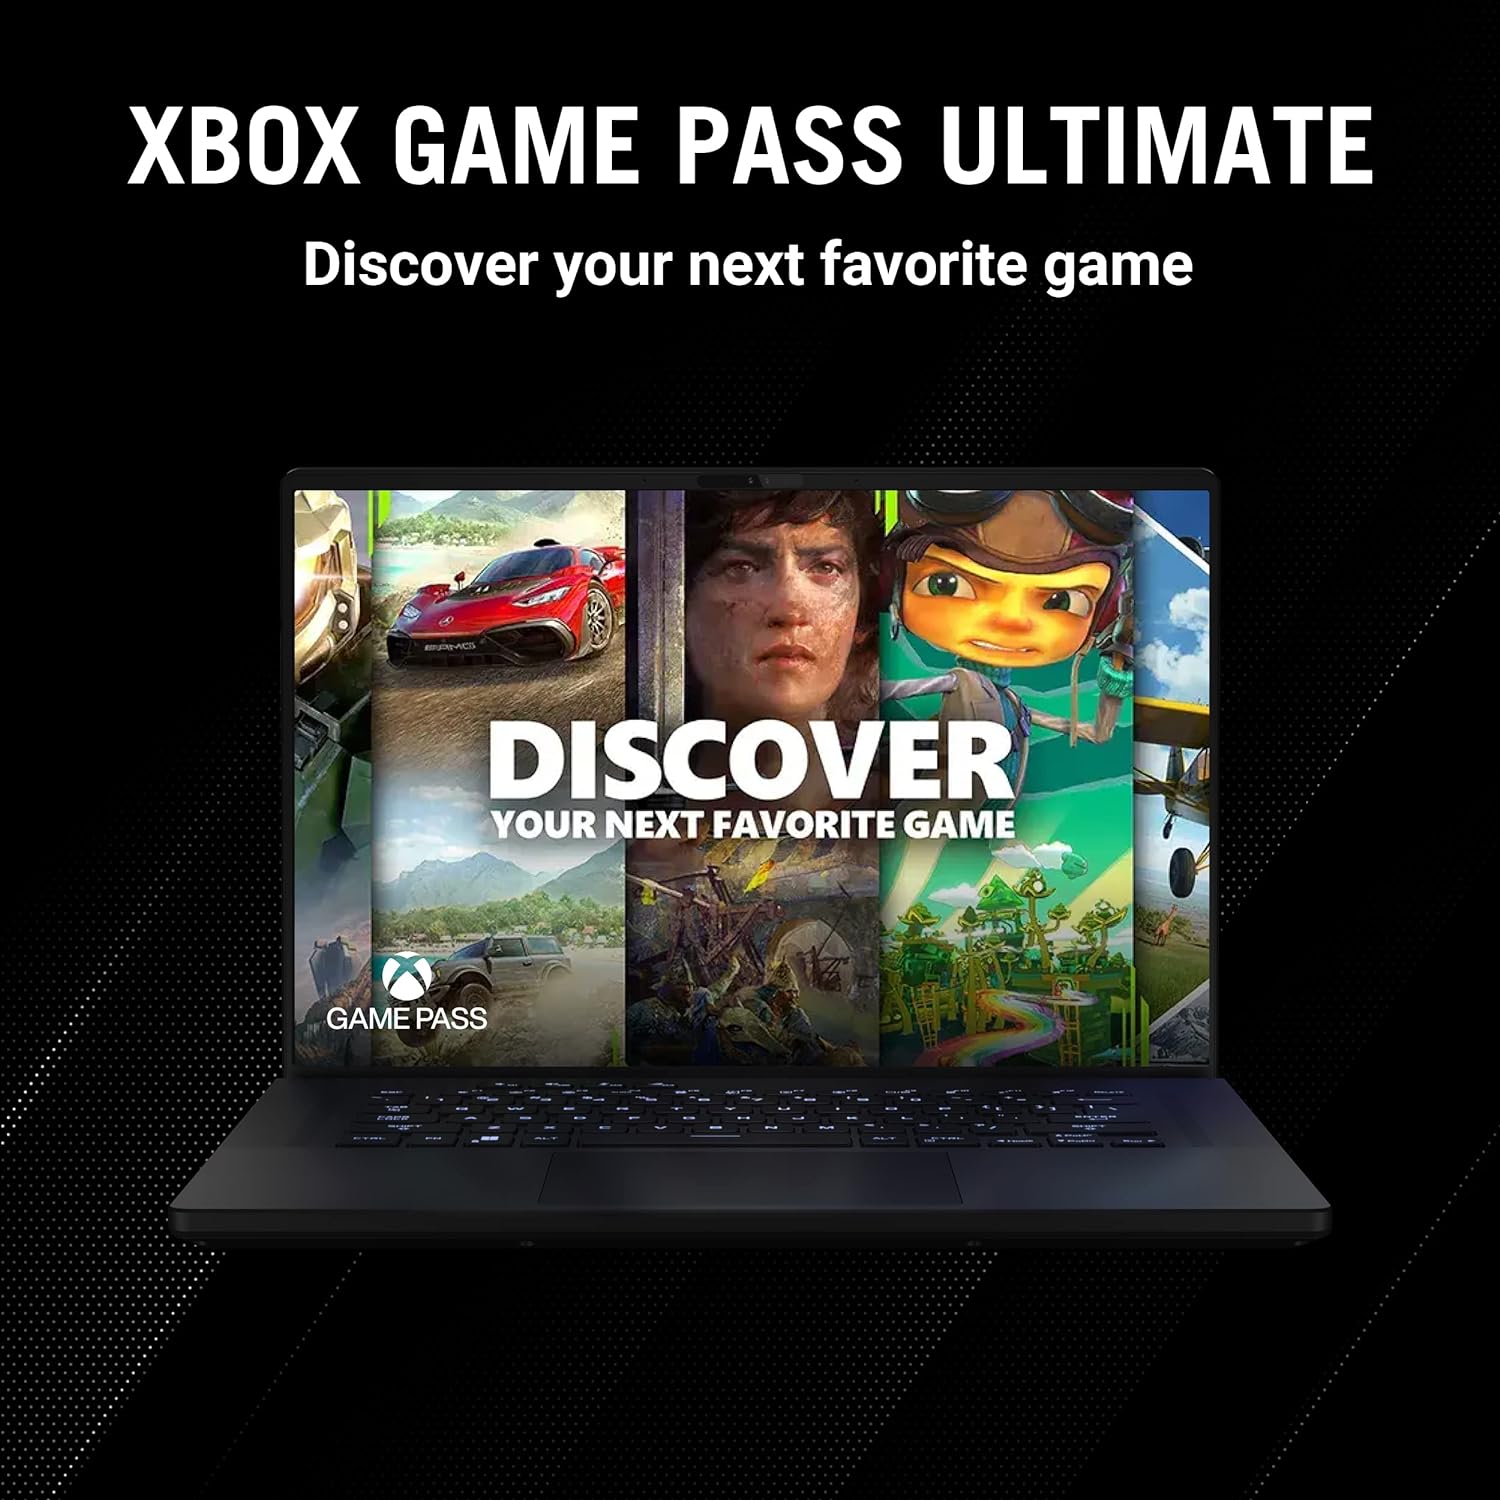 XBOX GAME PASS ULTIMATE
Discover your next favorite game
DISCOVER
YOUR NEXT FAVORITE GAME
GAME PASS